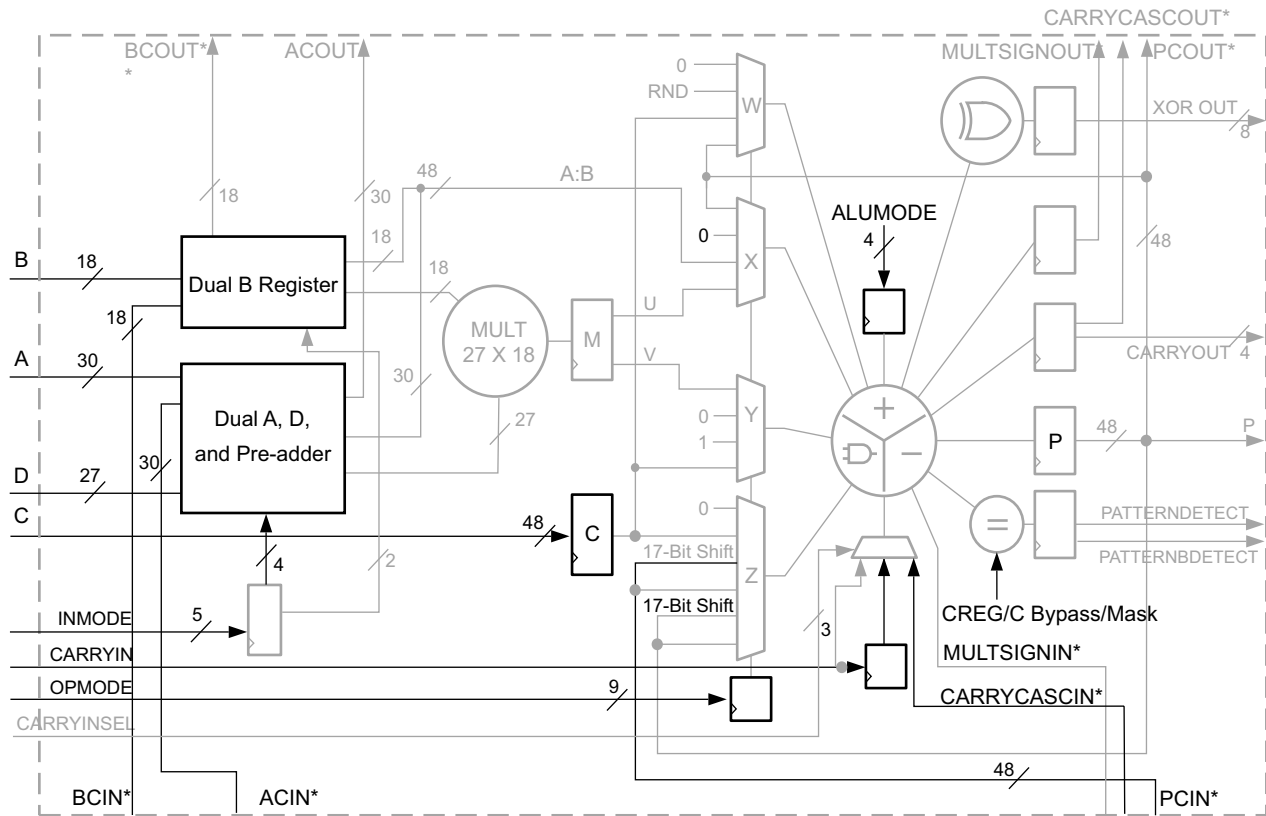 CARRYCASCOUT*
BCOUT*
*
ACOUT
MULTSIGNOUT*
PCOUT*
0
RND
W
XOR OUT
8
18
30
48
A:B
ALUMODE
4
48
B
18
Dual B Register
18
18
0
X
18
U
MULT
27 X 18
M
V
CARRYOUT 4
A
30
30
Dual A, D,
and Pre-adder
Y
0
1
27
+
−
P
48
P
D
27
30
C
48
C
0
17-Bit Shift
Z
=
PATTERNDETECT
PATTERNBDETECT
4
2
17-Bit Shift
CREG/C Bypass/Mask
INMODE
5
3
CARRYIN
MULTSIGNIN*
OPMODE
9
CARRYCASCIN*
CARRYINSEL
48
BCIN*
ACIN*
PCIN*